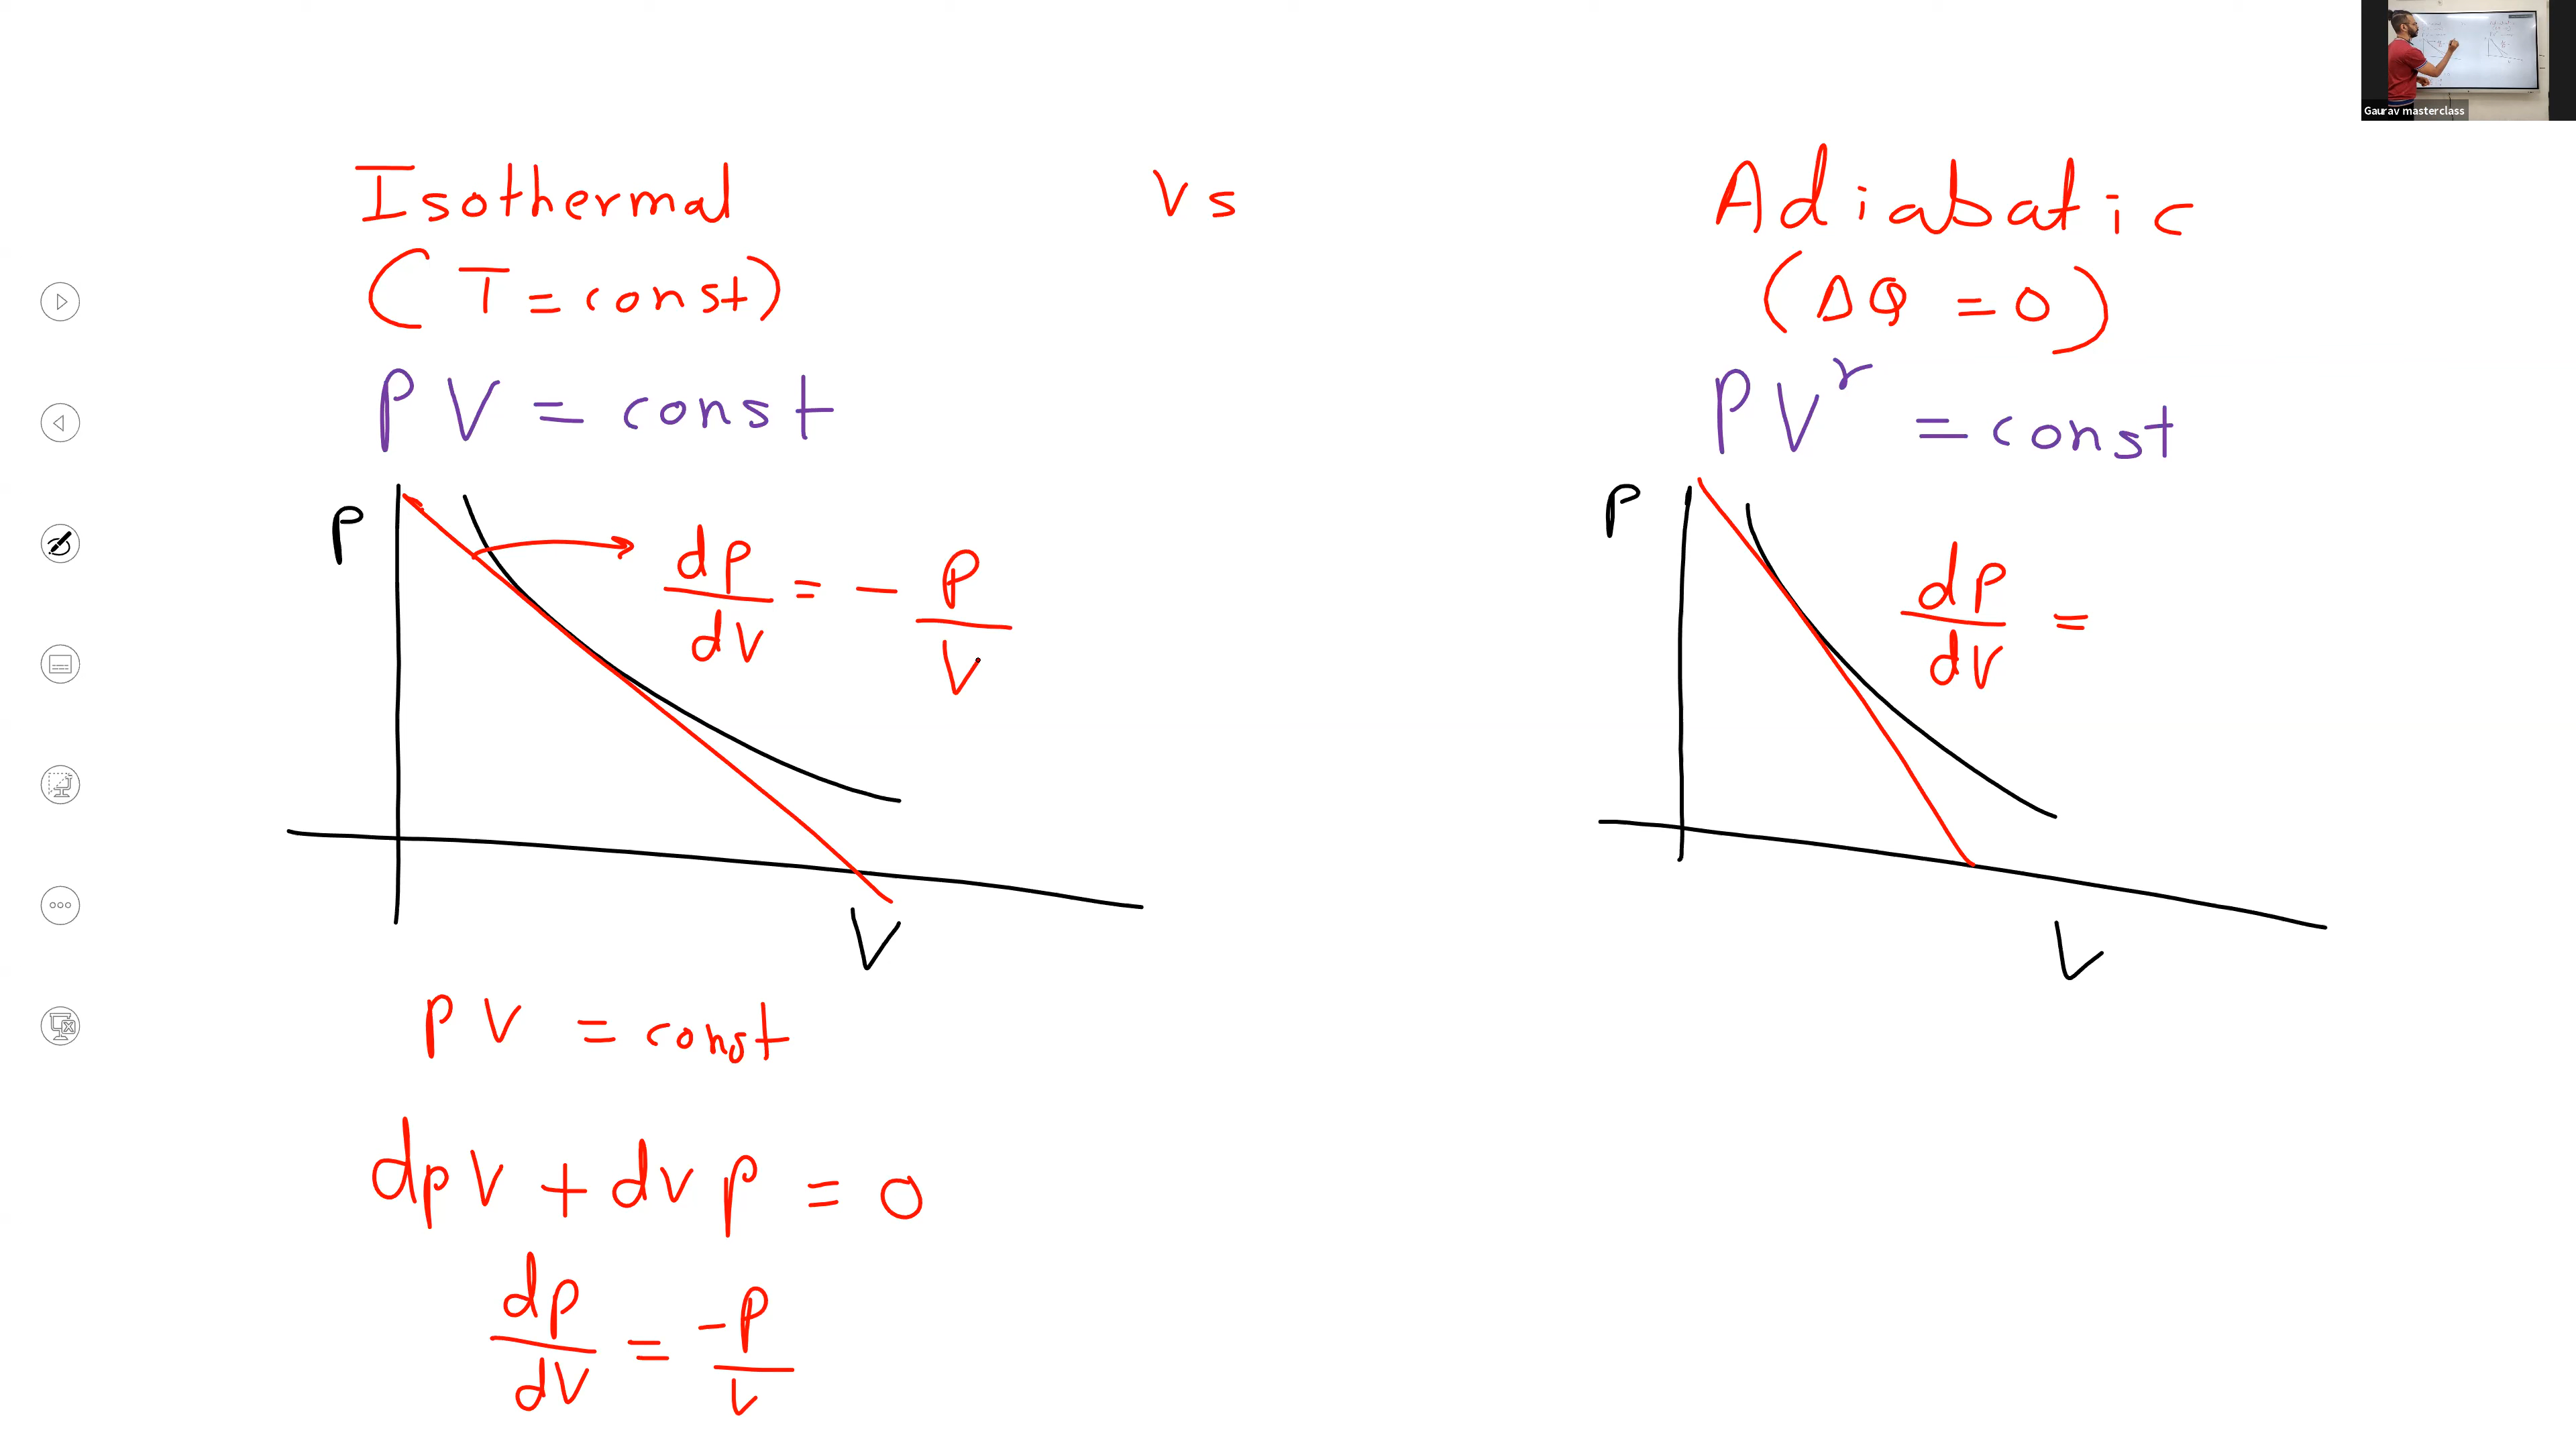 Gaurav masterclass
Isothermal Vs Adiabatic
(T = const) (ΔQ = 0)
PV = const PV^γ = const
P P
dP/dV = - P/V dP/dV =
V V
PV = const
dPV + dVP = 0
dP/dV = -P/V